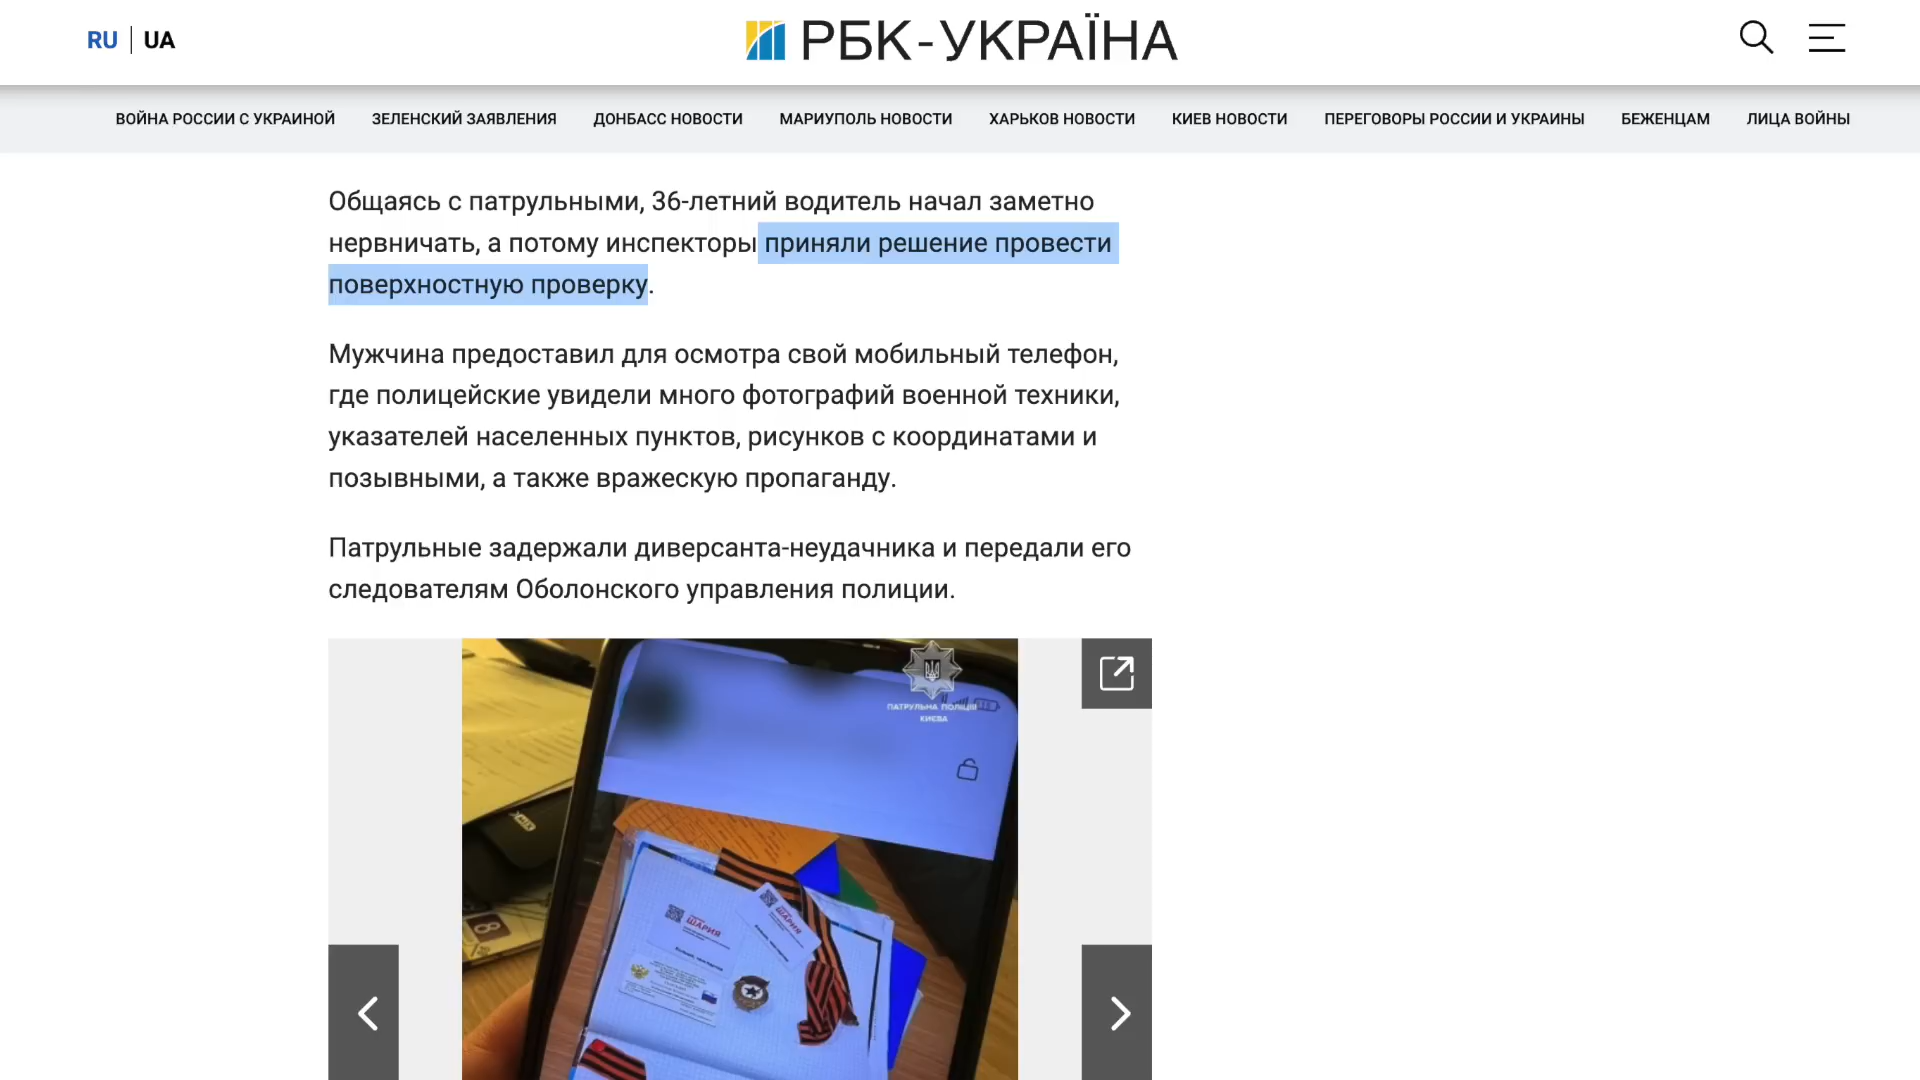 RU UA
РБК-УКРАЇНА
ВОЙНА РОССИИ С УКРАИНОЙ ЗЕЛЕНСКИЙ ЗАЯВЛЕНИЯ ДОНБАСС НОВОСТИ МАРИУПОЛЬ НОВОСТИ ХАРЬКОВ НОВОСТИ КИЕВ НОВОСТИ ПЕРЕГОВОРЫ РОССИИ И УКРАИНЫ БЕЖЕНЦАМ ЛИЦА ВОЙНЫ
Общаясь с патрульными, 36-летний водитель начал заметно
нервничать, а потому инспекторы приняли решение провести
поверхностную проверку.
Мужчина предоставил для осмотра свой мобильный телефон,
где полицейские увидели много фотографий военной техники,
указателей населенных пунктов, рисунков с координатами и
позывными, а также вражескую пропаганду.
Патрульные задержали диверсанта-неудачника и передали его
следователям Оболонского управления полиции.
ПАТРУЛЬНА ПОЛІЦІЯ
КИЄВА
ШАРИЯ
ШАРИЯ
8